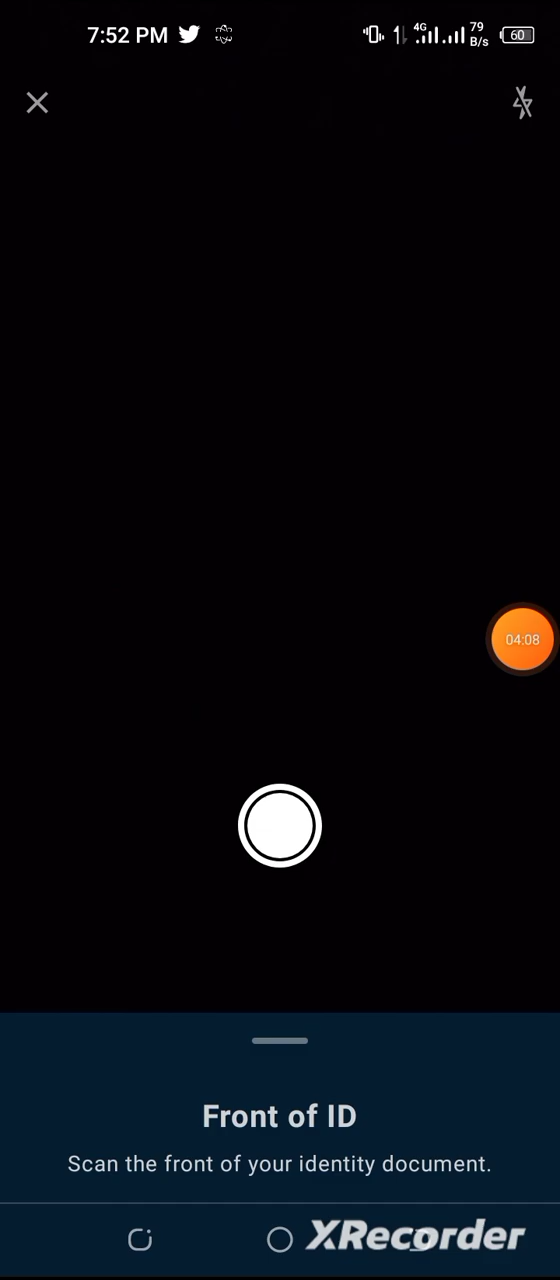 7:52 PM
4G
79
B/s
60
04:08
Front of ID
Scan the front of your identity document.
XRecorder